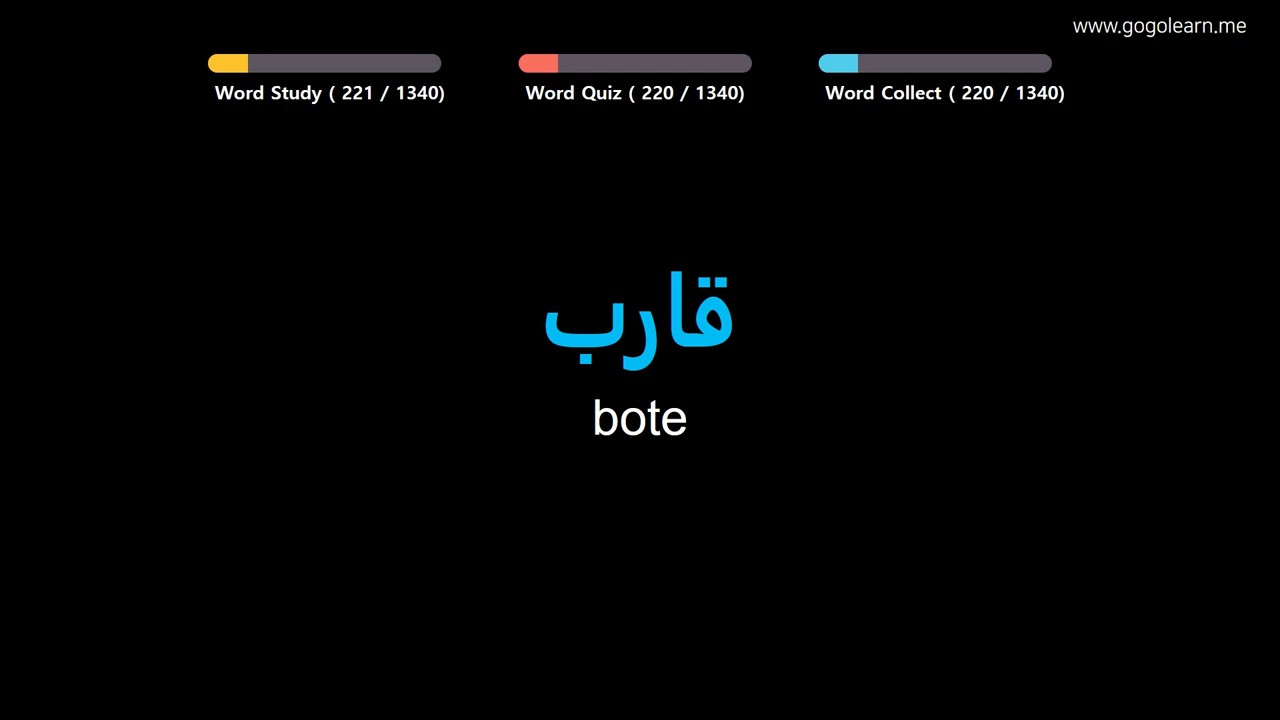 www.gogolearn.me
Word Study ( 221 / 1340)
Word Quiz ( 220 / 1340)
Word Collect ( 220 / 1340)
قارب
bote